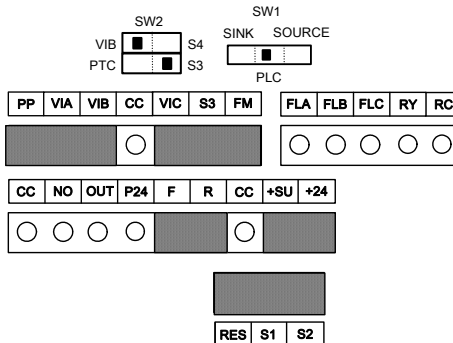 SW2
SW1
SINK SOURCE
VIB S4
PTC S3
PLC
PP VIA VIB CC VIC S3 FM
FLA FLB FLC RY RC
CC NO OUT P24 F R CC +SU +24
RES S1 S2